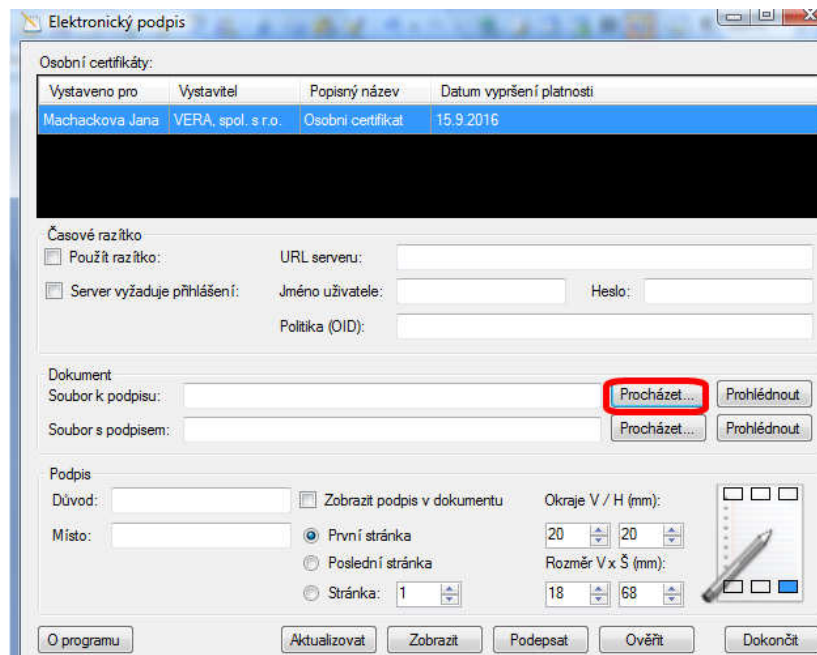 Elektronický podpis
Osobní certifikáty:
Vystaveno pro Vystavitel Popisný název Datum vypršení platnosti
Machackova Jana VERA, spol. s r.o. Osobni certifikat 15.9.2016
Časové razítko
Použít razítko: URL serveru:
Server vyžaduje přihlášení: Jméno uživatele: Heslo:
Politika (OID):
Dokument
Soubor k podpisu: Procházet... Prohlédnout
Soubor s podpisem: Procházet... Prohlédnout
Podpis
Důvod: Zobrazit podpis v dokumentu Okraje V / H (mm):
Místo: První stránka 20 20
Poslední stránka Rozměr V x Š (mm):
Stránka: 1 18 68
O programu Aktualizovat Zobrazit Podepsat Ověřit Dokončit